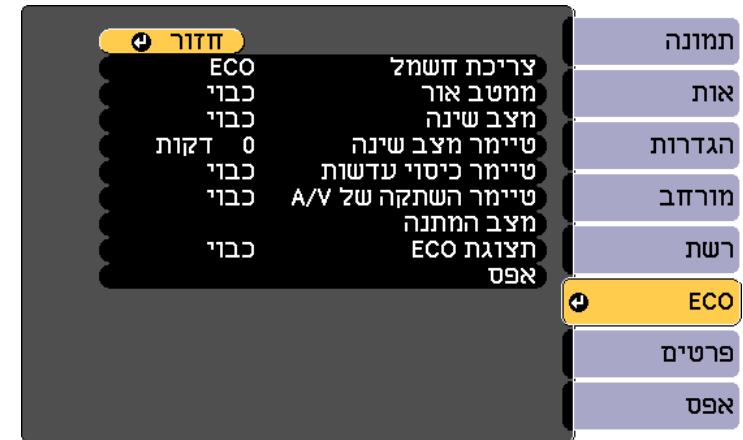 חזור
צריכת חשמל ECO
ממטב אור כבוי
מצב שינה כבוי
טיימר מצב שינה 0 דקות
טיימר כיסוי עדשות כבוי
טיימר השתקה של A/V כבוי
מצב המתנה
תצוגת ECO כבוי
אפס
תמונה
אות
הגדרות
מורחב
רשת
ECO
פרטים
אפס